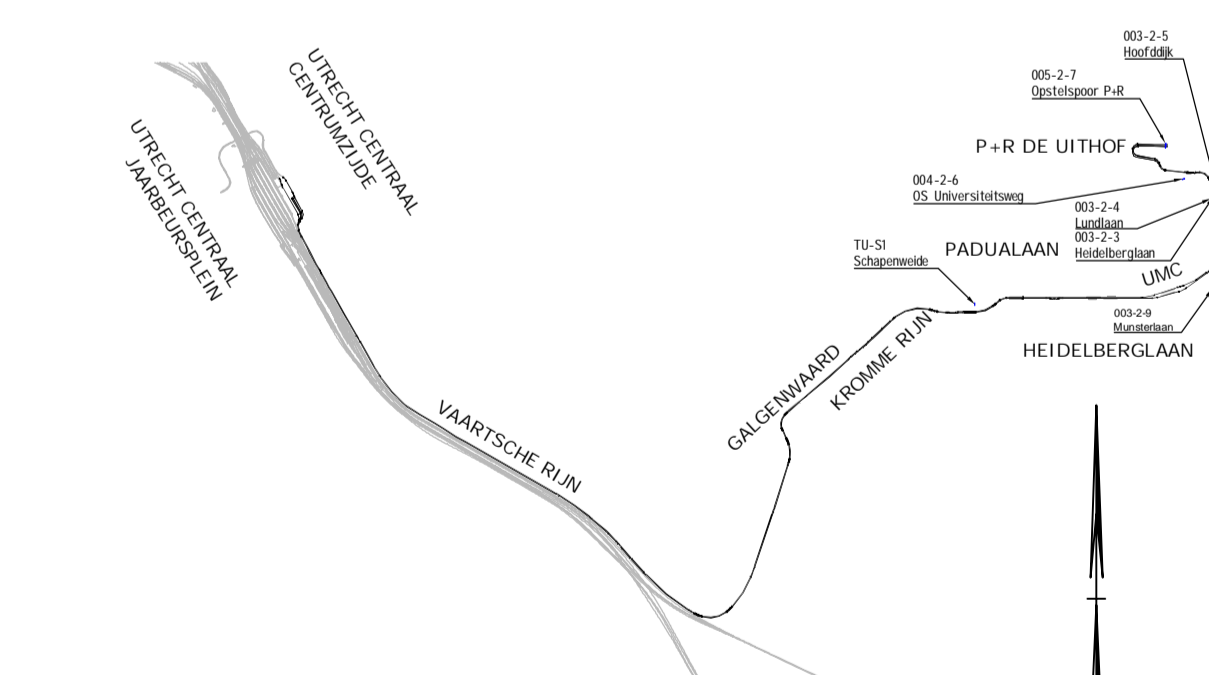 UTRECHT CENTRAAL
CENTRUMZIJDE
UTRECHT CENTRAAL
JAARBEURSPLEIN
003-2-5
Hoofddijk
005-2-7
Opstelspoor P+R
P+R DE UITHOF
004-2-6
OS Universiteitsweg
003-2-4
Lundlaan
003-2-3
Heidelberglaan
TU-S1
Schapenweide
PADUALAAN
UMC
003-2-9
Munsterlaan
HEIDELBERGLAAN
GALGENWAARD
KROMME RIJN
VAARTSCHE RIJN